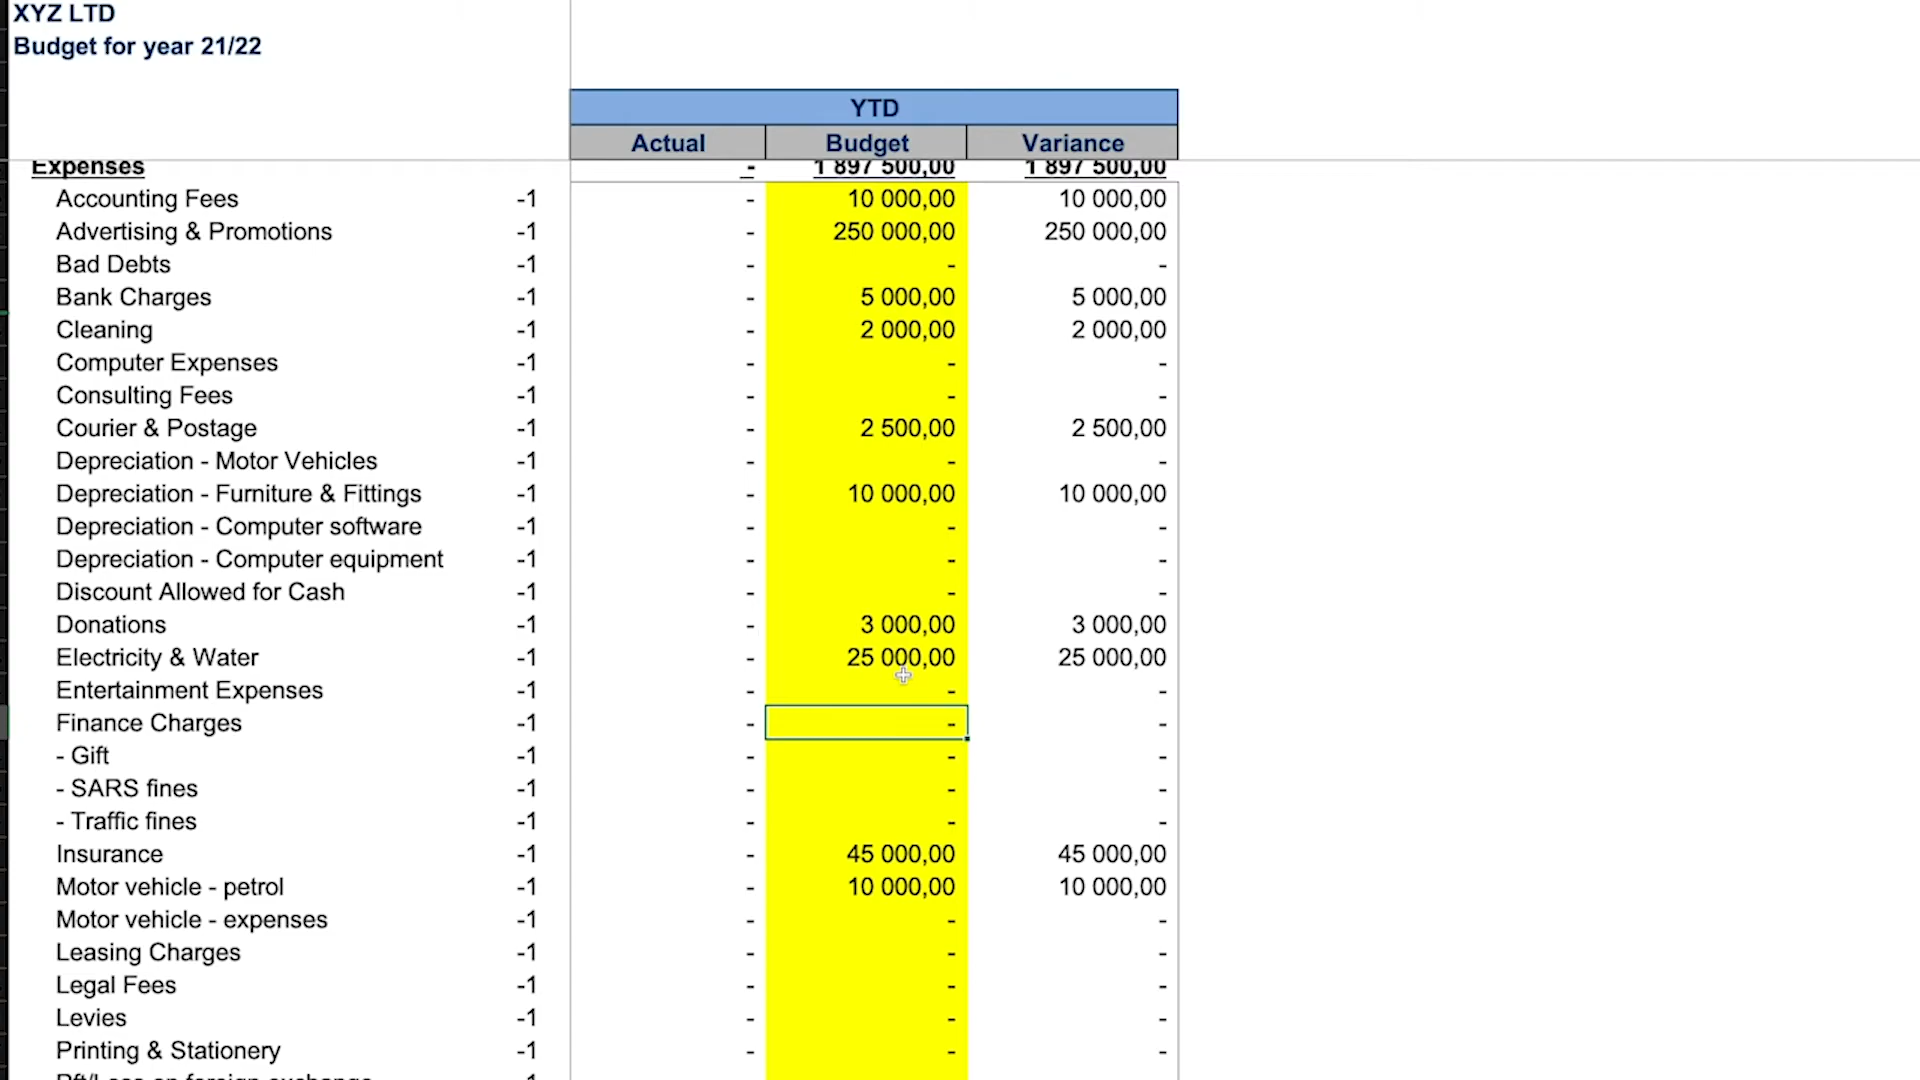 XYZ LTD
Budget for year 21/22
YTD
Actual Budget Variance
Expenses - 1 897 500,00 1 897 500,00
Accounting Fees -1 - 10 000,00 10 000,00
Advertising & Promotions -1 - 250 000,00 250 000,00
Bad Debts -1 - - -
Bank Charges -1 - 5 000,00 5 000,00
Cleaning -1 - 2 000,00 2 000,00
Computer Expenses -1 - - -
Consulting Fees -1 - - -
Courier & Postage -1 - 2 500,00 2 500,00
Depreciation - Motor Vehicles -1 - - -
Depreciation - Furniture & Fittings -1 - 10 000,00 10 000,00
Depreciation - Computer software -1 - - -
Depreciation - Computer equipment -1 - - -
Discount Allowed for Cash -1 - - -
Donations -1 - 3 000,00 3 000,00
Electricity & Water -1 - 25 000,00 25 000,00
Entertainment Expenses -1 - - -
Finance Charges -1 - - -
- Gift -1 - - -
- SARS fines -1 - - -
- Traffic fines -1 - - -
Insurance -1 - 45 000,00 45 000,00
Motor vehicle - petrol -1 - 10 000,00 10 000,00
Motor vehicle - expenses -1 - - -
Leasing Charges -1 - - -
Legal Fees -1 - - -
Levies -1 - - -
Printing & Stationery -1 - - -